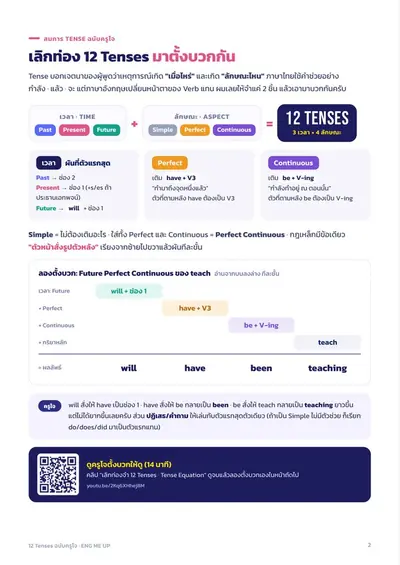 สมการ TENSE ฉบับครูใจ
เลิกท่อง 12 Tenses มาตั้งบวกกัน
Tense บอกเจตนาของผู้พูดว่าเหตุการณ์เกิด "เมื่อไหร่" และเกิด "ลักษณะไหน" ภาษาไทยใช้คำช่วยอย่าง
กำลัง · แล้ว · จะ แต่ภาษาอังกฤษเปลี่ยนหน้าตาของ Verb แทน ผมเลยให้จำแค่ 2 ชิ้น แล้วเอามาบวกกันครับ
เวลา · TIME
Past Present Future
+
ลักษณะ · ASPECT
Simple Perfect Continuous
=
12 TENSES
3 เวลา × 4 ลักษณะ
เวลา ผันที่ตัวแรกสุด
Past → ช่อง 2
Present → ช่อง 1 (+s/es ถ้า
ประธานเอกพจน์)
Future → will + ช่อง 1
Perfect
เติม have + V3
"ทำมาถึงจุดหนึ่งแล้ว"
ตัวที่ตามหลัง have ต้องเป็น V3
Continuous
เติม be + V-ing
"กำลังทำอยู่ ณ ตอนนั้น"
ตัวที่ตามหลัง be ต้องเป็น V-ing
Simple = ไม่ต้องเติมอะไร · ใส่ทั้ง Perfect และ Continuous = Perfect Continuous · กฎเหล็กมีข้อเดียว
"ตัวหน้าสั่งรูปตัวหลัง" เรียงจากซ้ายไปขวาแล้วผันทีละขั้น
ลองตั้งบวก: Future Perfect Continuous ของ teach อ่านจากบนลงล่าง ทีละขั้น
เวลา Future will + ช่อง 1
+ Perfect have + V3
+ Continuous be + V-ing
+ กริยาหลัก teach
= ผลลัพธ์ will have been teaching
ครูใจ
will สั่งให้ have เป็นช่อง 1 · have สั่งให้ be กลายเป็น been · be สั่งให้ teach กลายเป็น teaching ยาวขึ้น
แต่ไม่ได้ยากขึ้นเลยครับ ส่วน ปฏิเสธ/คำถาม ให้เล่นกับตัวแรกสุดตัวเดียว (ถ้าเป็น Simple ไม่มีตัวช่วย ก็เรียก
do/does/did มาเป็นตัวแรกแทน)
ดูครูใจตั้งบวกให้ดู (14 นาที)
คลิป "เลิกท่องจำ 12 Tenses · Tense Equation" ดูจบแล้วลองตั้งบวกเองในหน้าถัดไป
12 Tenses ฉบับครูใจ · ENG ME UP
2